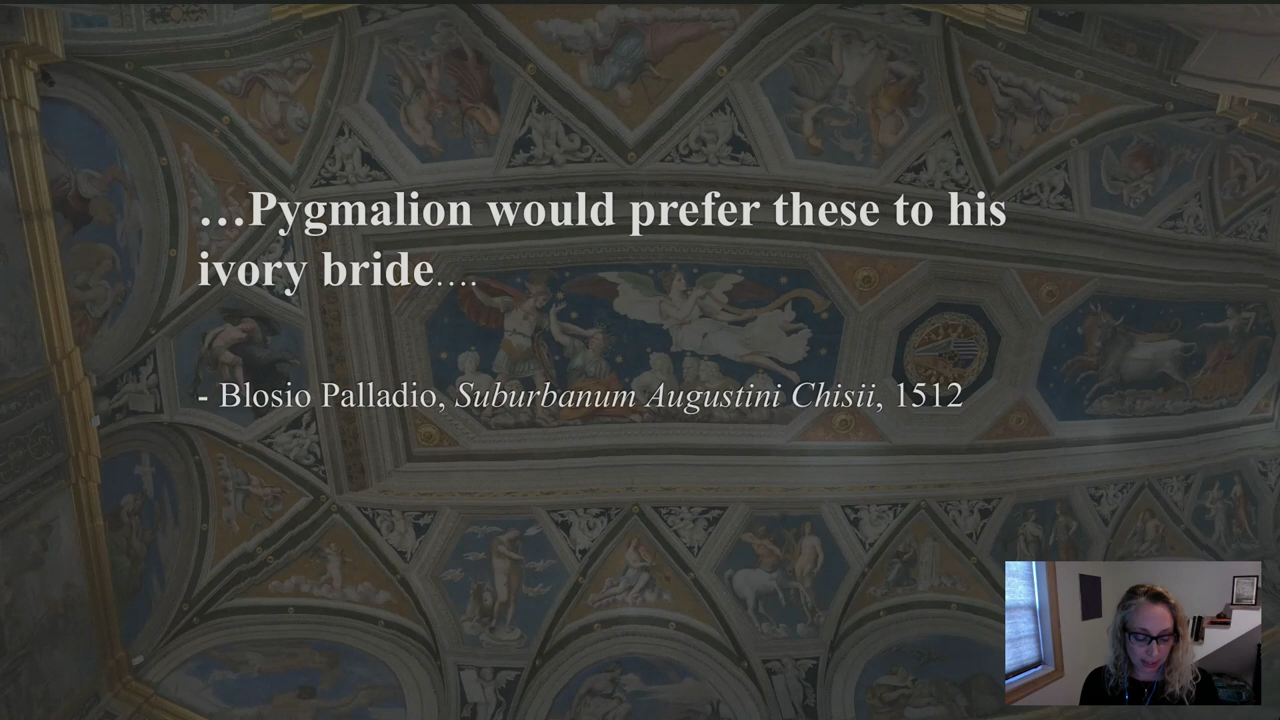 …Pygmalion would prefer these to his
ivory bride….
- Blosio Palladio, Suburbanum Augustini Chisii, 1512